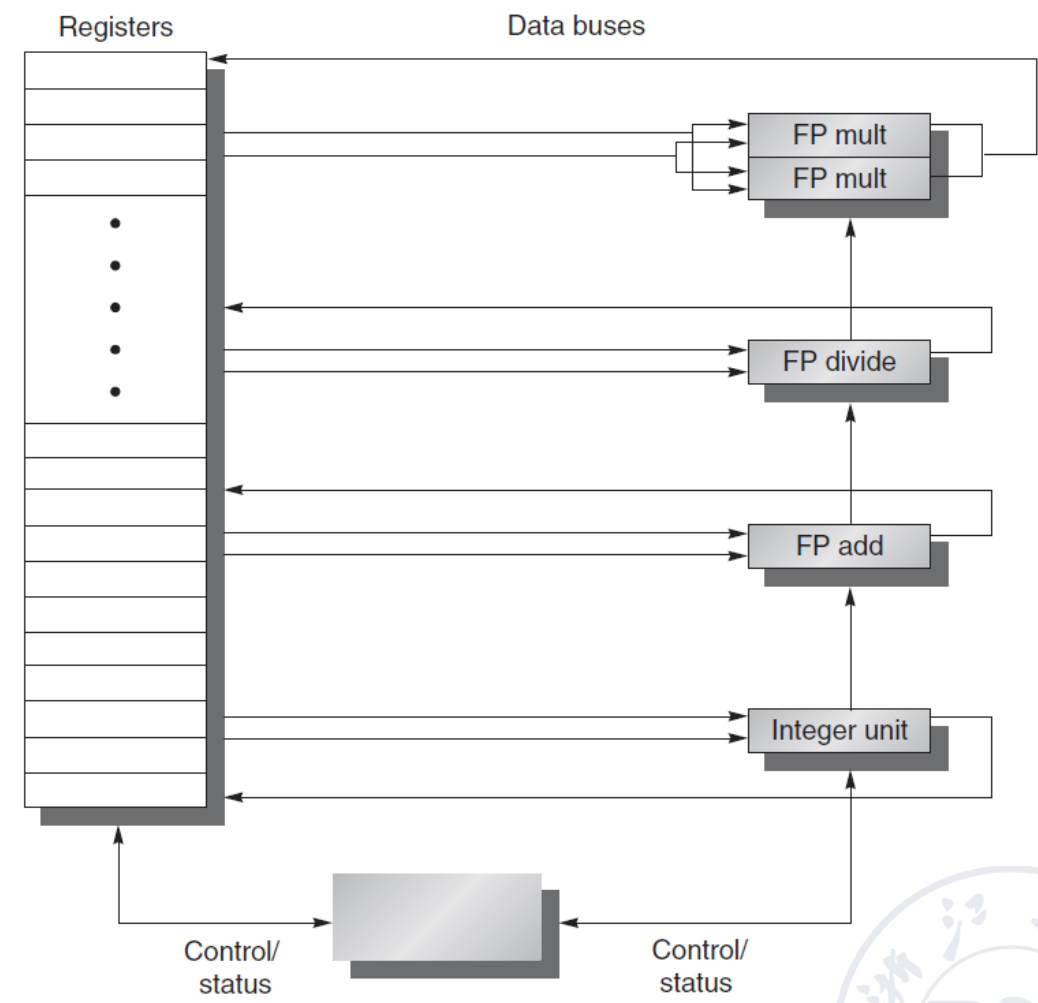 Registers
Data buses
FP mult
FP mult
FP divide
FP add
Integer unit
Control/
status
Control/
status